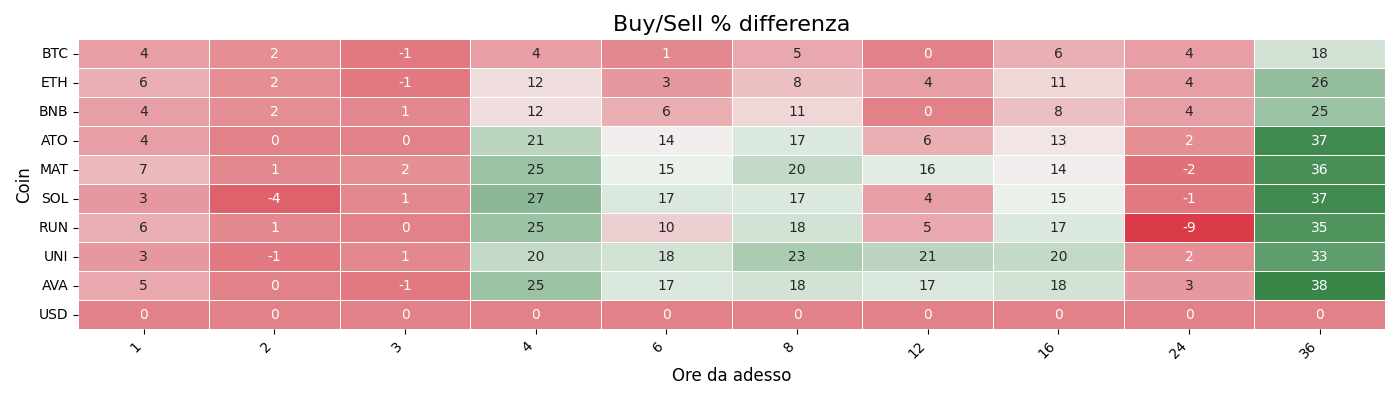 Buy/Sell % differenza
Coin
BTC 4 2 -1 4 1 5 0 6 4 18
ETH 6 2 -1 12 3 8 4 11 4 26
BNB 4 2 1 12 6 11 0 8 4 25
ATO 4 0 0 21 14 17 6 13 2 37
MAT 7 1 2 25 15 20 16 14 -2 36
SOL 3 -4 1 27 17 17 4 15 -1 37
RUN 6 1 0 25 10 18 5 17 -9 35
UNI 3 -1 1 20 18 23 21 20 2 33
AVA 5 0 -1 25 17 18 17 18 3 38
USD 0 0 0 0 0 0 0 0 0 0
1 2 3 4 6 8 12 16 24 36
Ore da adesso